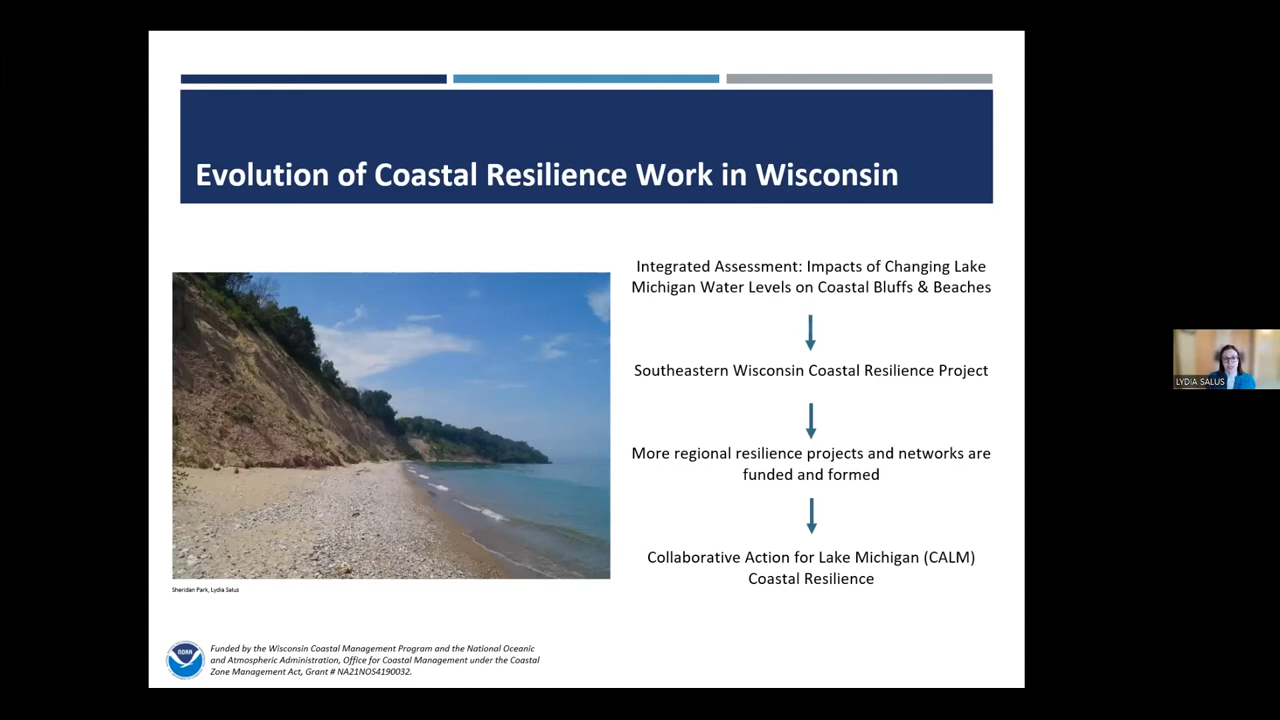 Evolution of Coastal Resilience Work in Wisconsin
Integrated Assessment: Impacts of Changing Lake
Michigan Water Levels on Coastal Bluffs & Beaches
Southeastern Wisconsin Coastal Resilience Project
More regional resilience projects and networks are
funded and formed
Collaborative Action for Lake Michigan (CALM)
Coastal Resilience
Sheridan Park, Lydia Salus
NOAA
Funded by the Wisconsin Coastal Management Program and the National Oceanic
and Atmospheric Administration, Office for Coastal Management under the Coastal
Zone Management Act, Grant # NA21NOS4190032.
LYDIA SALUS